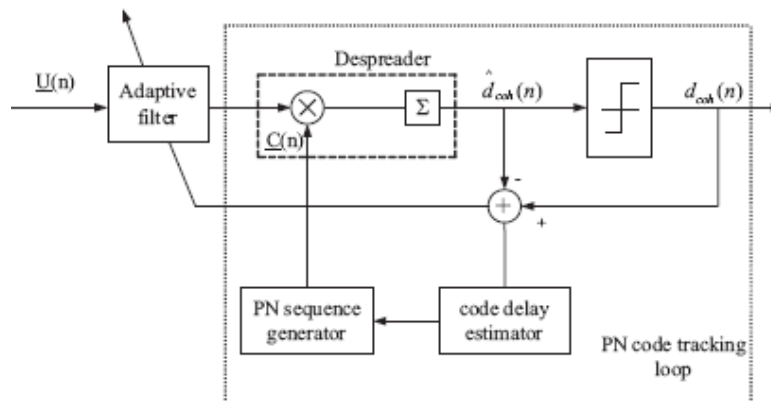 Despreader
U(n)
Adaptive
filter
C(n)
Σ
d̂coh(n)
dcoh(n)
-
+
+
PN sequence
generator
code delay
estimator
PN code tracking
loop